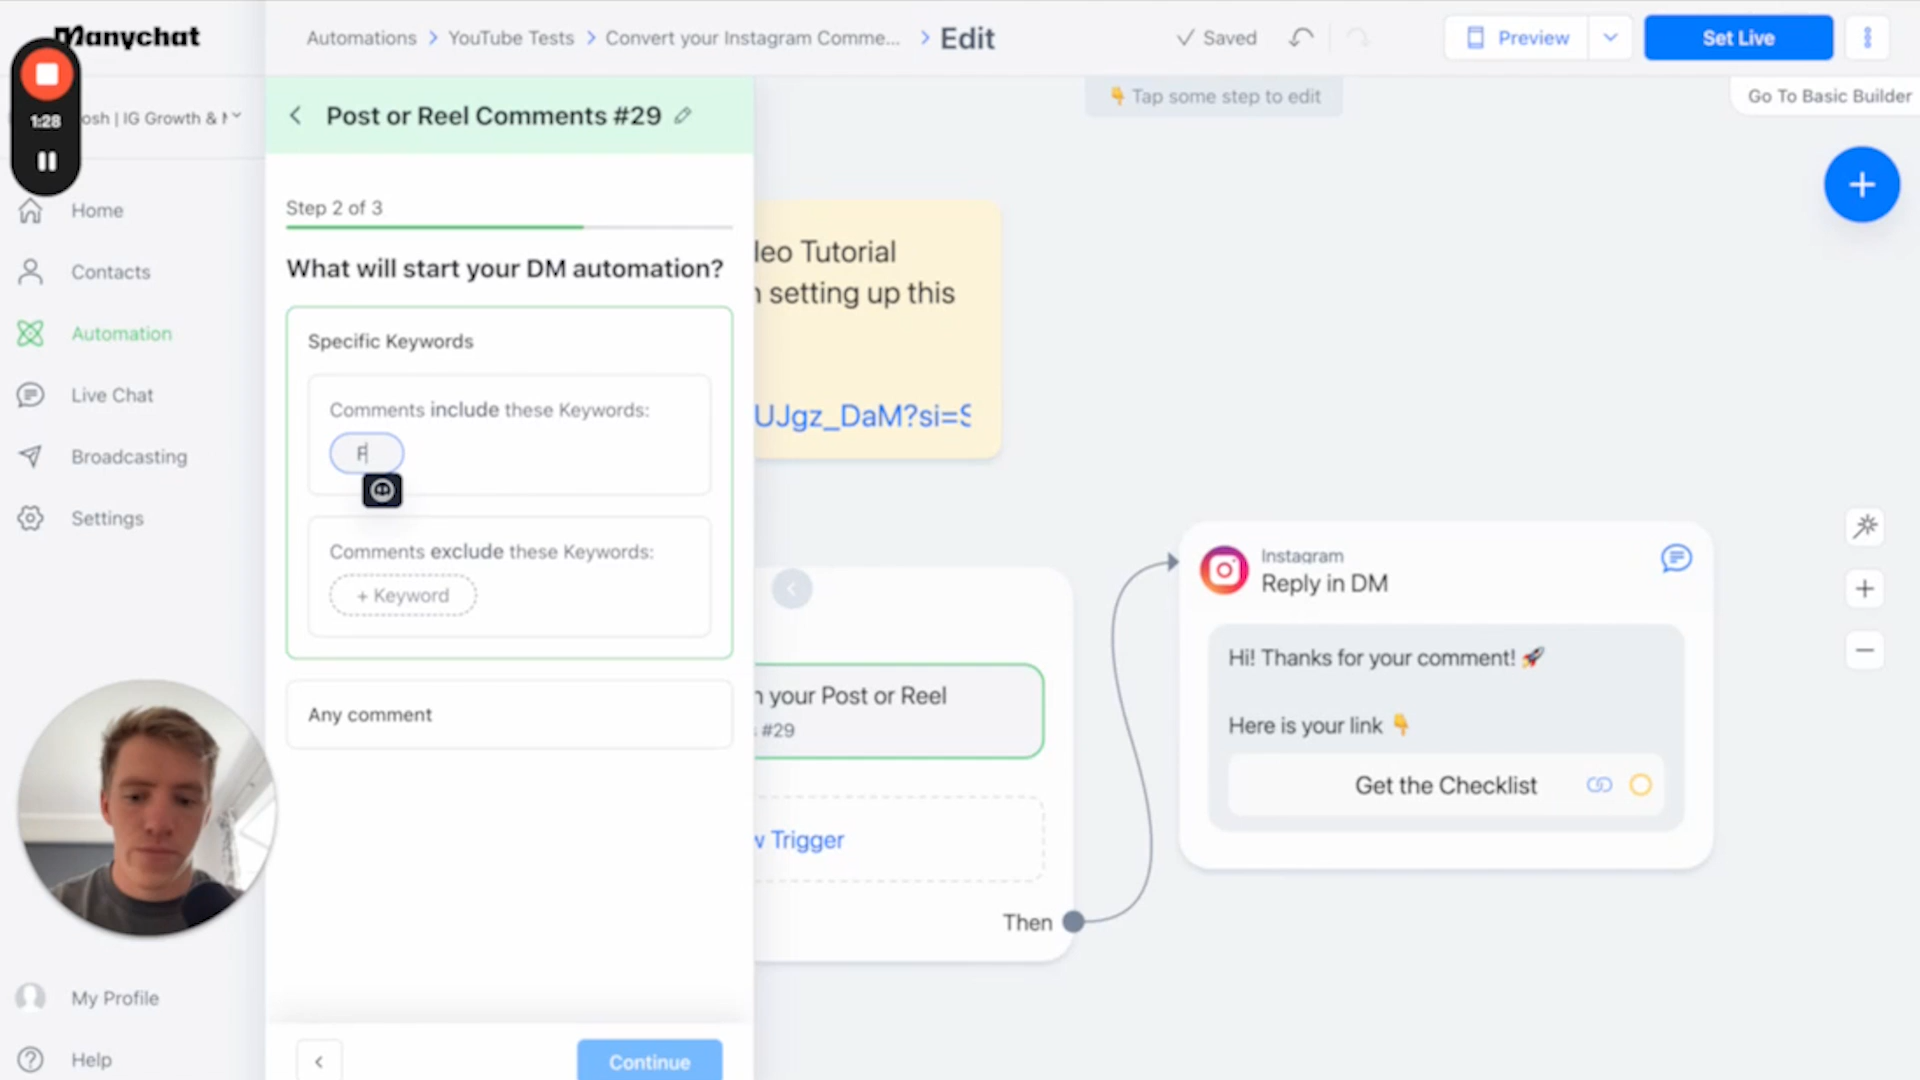 Manychat
Automations > YouTube Tests > Convert your Instagram Comme... > Edit
Saved
Preview
Set Live
1:28
osh | IG Growth &
Post or Reel Comments #29
👇 Tap some step to edit
Go To Basic Builder
Home
Contacts
Automation
Live Chat
Broadcasting
Settings
My Profile
Help
Step 2 of 3
What will start your DM automation?
Specific Keywords
Comments include these Keywords:
F
Comments exclude these Keywords:
+ Keyword
Any comment
Continue
leo Tutorial
setting up this
UJgz_DaM?si=S
your Post or Reel
#29
Trigger
Then
Instagram
Reply in DM
Hi! Thanks for your comment! 🚀
Here is your link 👇
Get the Checklist